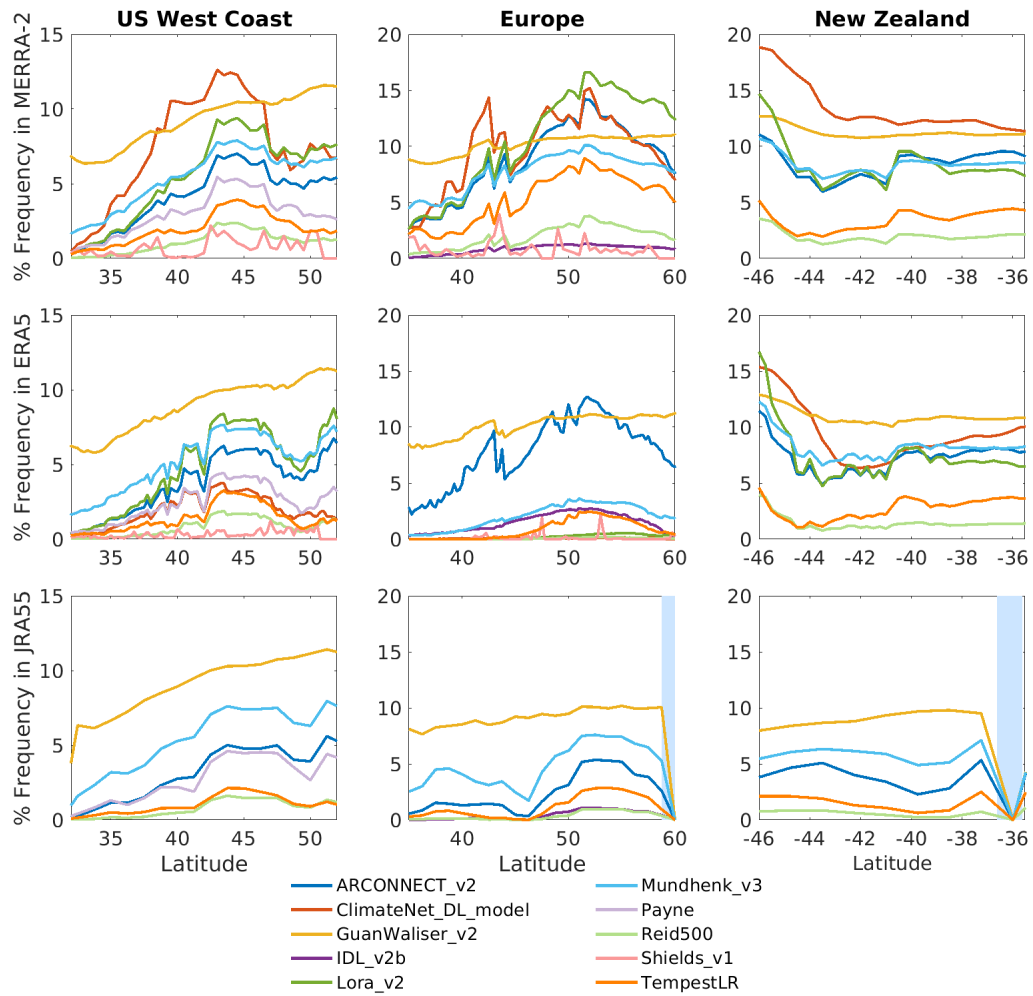 US West Coast Europe New Zealand
% Frequency in MERRA-2
15 10 5 0
35 40 45 50
20 15 10 5 0
40 50 60
20 15 10 5 0
-46 -44 -42 -40 -38 -36
% Frequency in ERA5
15 10 5 0
35 40 45 50
20 15 10 5 0
40 50 60
20 15 10 5 0
-46 -44 -42 -40 -38 -36
% Frequency in JRA55
15 10 5 0
35 40 45 50
20 15 10 5 0
40 50 60
20 15 10 5 0
-46 -44 -42 -40 -38 -36
Latitude Latitude Latitude
ARCONNECT_v2
ClimateNet_DL_model
GuanWaliser_v2
IDL_v2b
Lora_v2
Mundhenk_v3
Payne
Reid500
Shields_v1
TempestLR